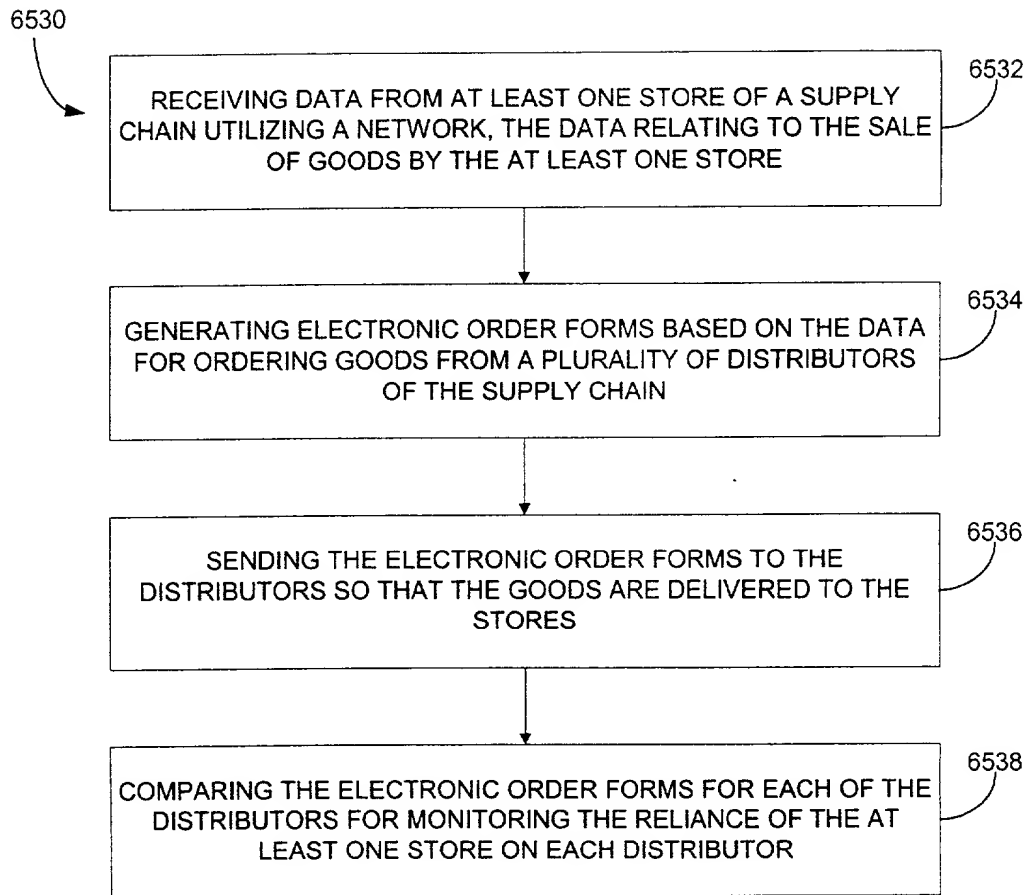 6530
6532
RECEIVING DATA FROM AT LEAST ONE STORE OF A SUPPLY
CHAIN UTILIZING A NETWORK, THE DATA RELATING TO THE SALE
OF GOODS BY THE AT LEAST ONE STORE
6534
GENERATING ELECTRONIC ORDER FORMS BASED ON THE DATA
FOR ORDERING GOODS FROM A PLURALITY OF DISTRIBUTORS
OF THE SUPPLY CHAIN
6536
SENDING THE ELECTRONIC ORDER FORMS TO THE
DISTRIBUTORS SO THAT THE GOODS ARE DELIVERED TO THE
STORES
6538
COMPARING THE ELECTRONIC ORDER FORMS FOR EACH OF THE
DISTRIBUTORS FOR MONITORING THE RELIANCE OF THE AT
LEAST ONE STORE ON EACH DISTRIBUTOR